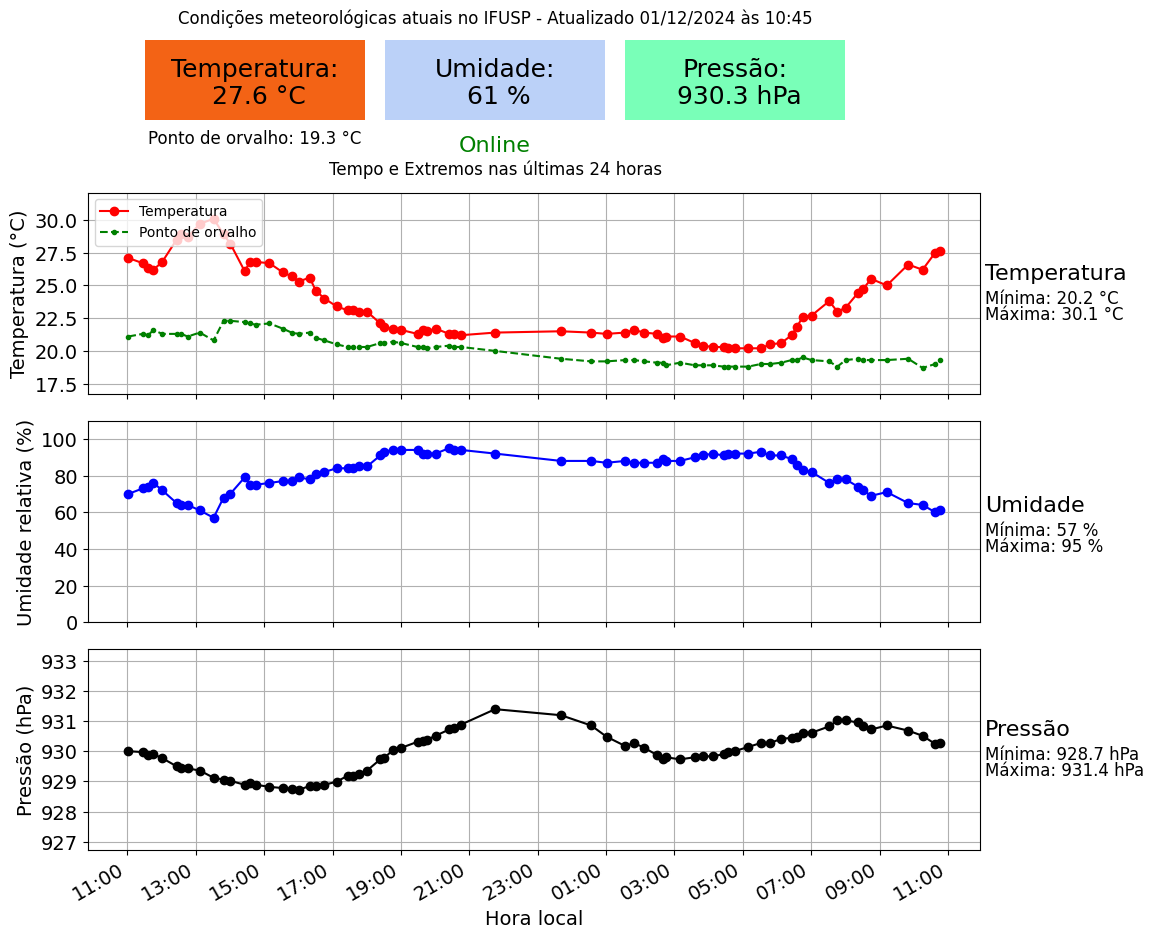 Condições meteorológicas atuais no IFUSP - Atualizado 01/12/2024 às 10:45
Temperatura:
27.6 °C
Umidade:
61 %
Pressão:
930.3 hPa
Ponto de orvalho: 19.3 °C
Online
Tempo e Extremos nas últimas 24 horas
Temperatura (°C)
30.0
27.5
25.0
22.5
20.0
17.5
Temperatura
Ponto de orvalho
Temperatura
Mínima: 20.2 °C
Máxima: 30.1 °C
Umidade relativa (%)
100
80
60
40
20
0
Umidade
Mínima: 57 %
Máxima: 95 %
Pressão (hPa)
933
932
931
930
929
928
927
Pressão
Mínima: 928.7 hPa
Máxima: 931.4 hPa
11:00
13:00
15:00
17:00
19:00
21:00
23:00
01:00
03:00
05:00
07:00
09:00
11:00
Hora local